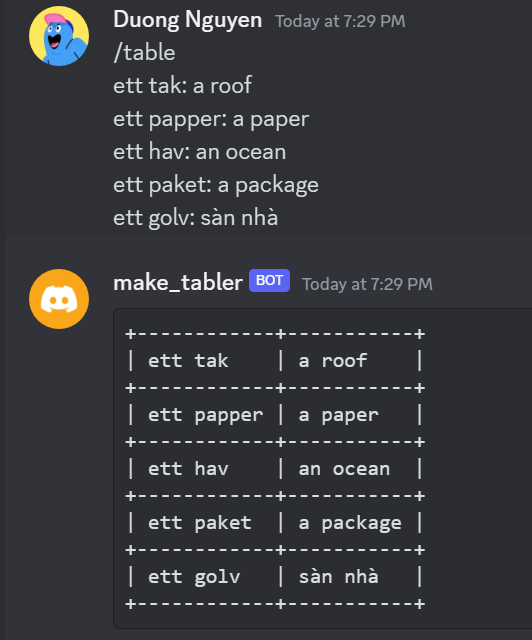 Duong Nguyen Today at 7:29 PM
/table
ett tak: a roof
ett papper: a paper
ett hav: an ocean
ett paket: a package
ett golv: sàn nhà
make_tabler BOT Today at 7:29 PM
+------------+-----------+
| ett tak    | a roof    |
+------------+-----------+
| ett papper | a paper   |
+------------+-----------+
| ett hav    | an ocean  |
+------------+-----------+
| ett paket  | a package |
+------------+-----------+
| ett golv   | sàn nhà   |
+------------+-----------+